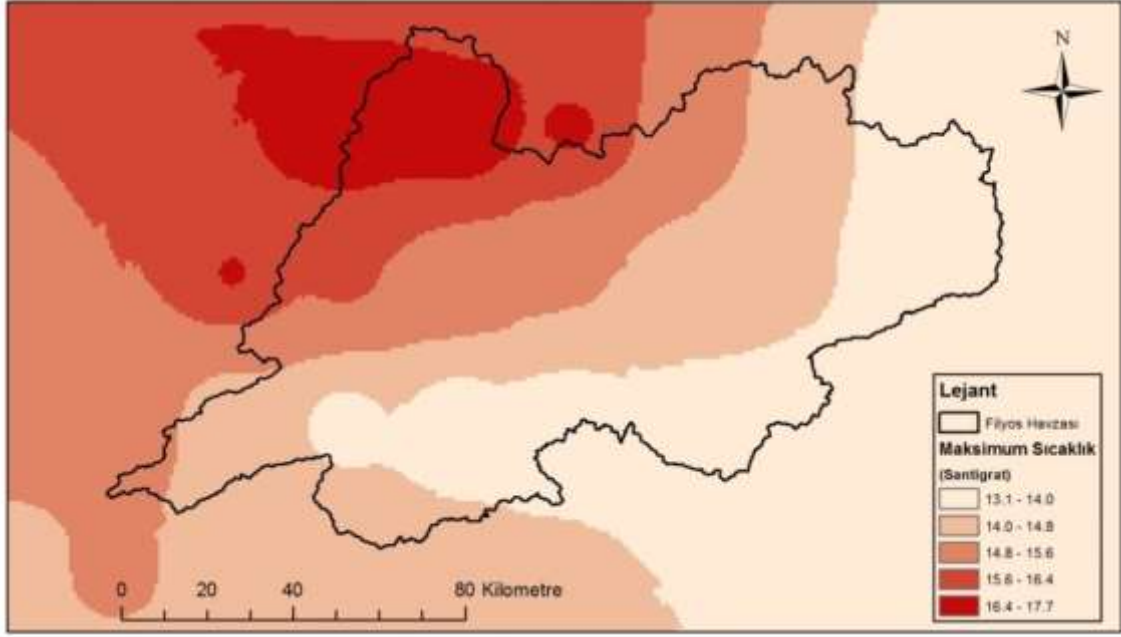 N
Lejant
Filyos Havzası
Maksimum Sıcaklık
(Santigrat)
13.1 - 14.0
14.0 - 14.8
14.8 - 15.6
15.6 - 16.4
16.4 - 17.7
0 20 40 80 Kilometre